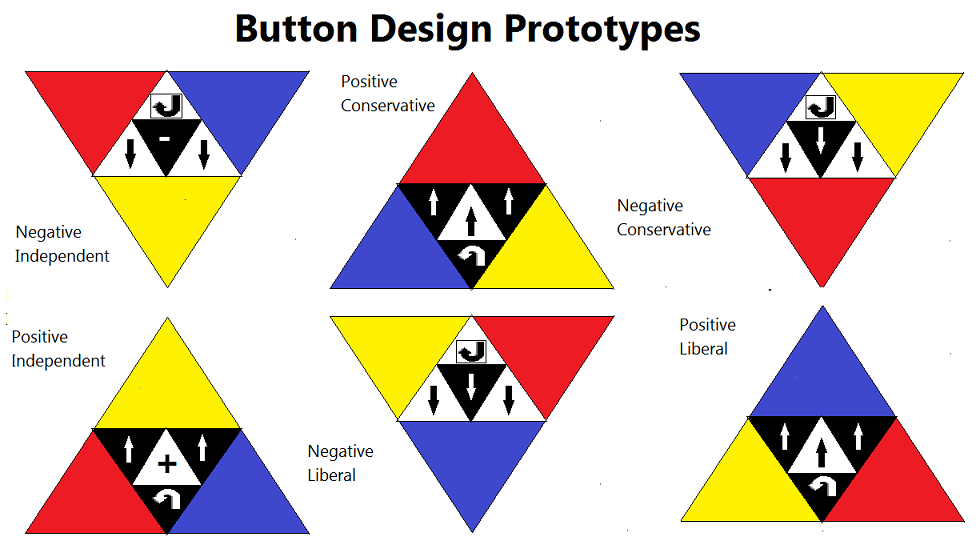 Button Design Prototypes
Positive
Conservative
-
Negative
Independent
Negative
Conservative
Positive
Independent
+
Negative
Liberal
Positive
Liberal